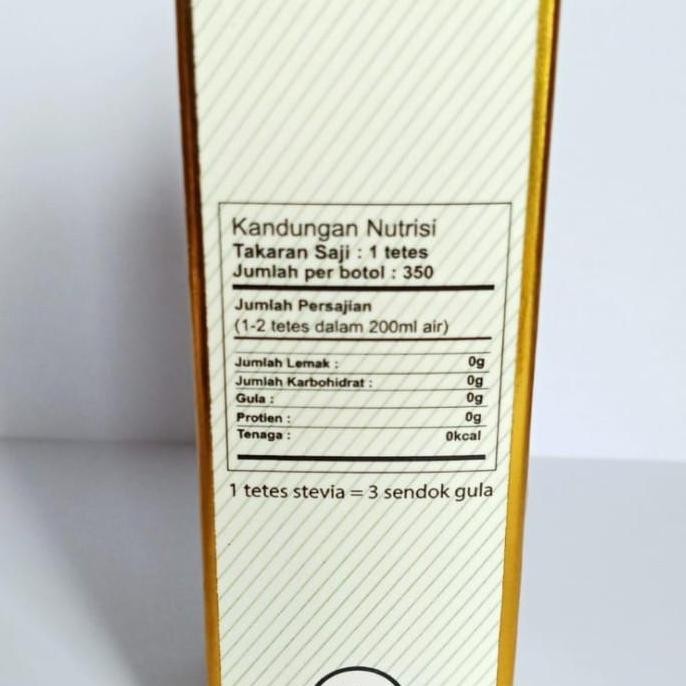 Kandungan Nutrisi
Takaran Saji : 1 tetes
Jumlah per botol : 350
Jumlah Persajian
(1-2 tetes dalam 200ml air)
Jumlah Lemak : 0g
Jumlah Karbohidrat : 0g
Gula : 0g
Protien : 0g
Tenaga : 0kcal
1 tetes stevia = 3 sendok gula